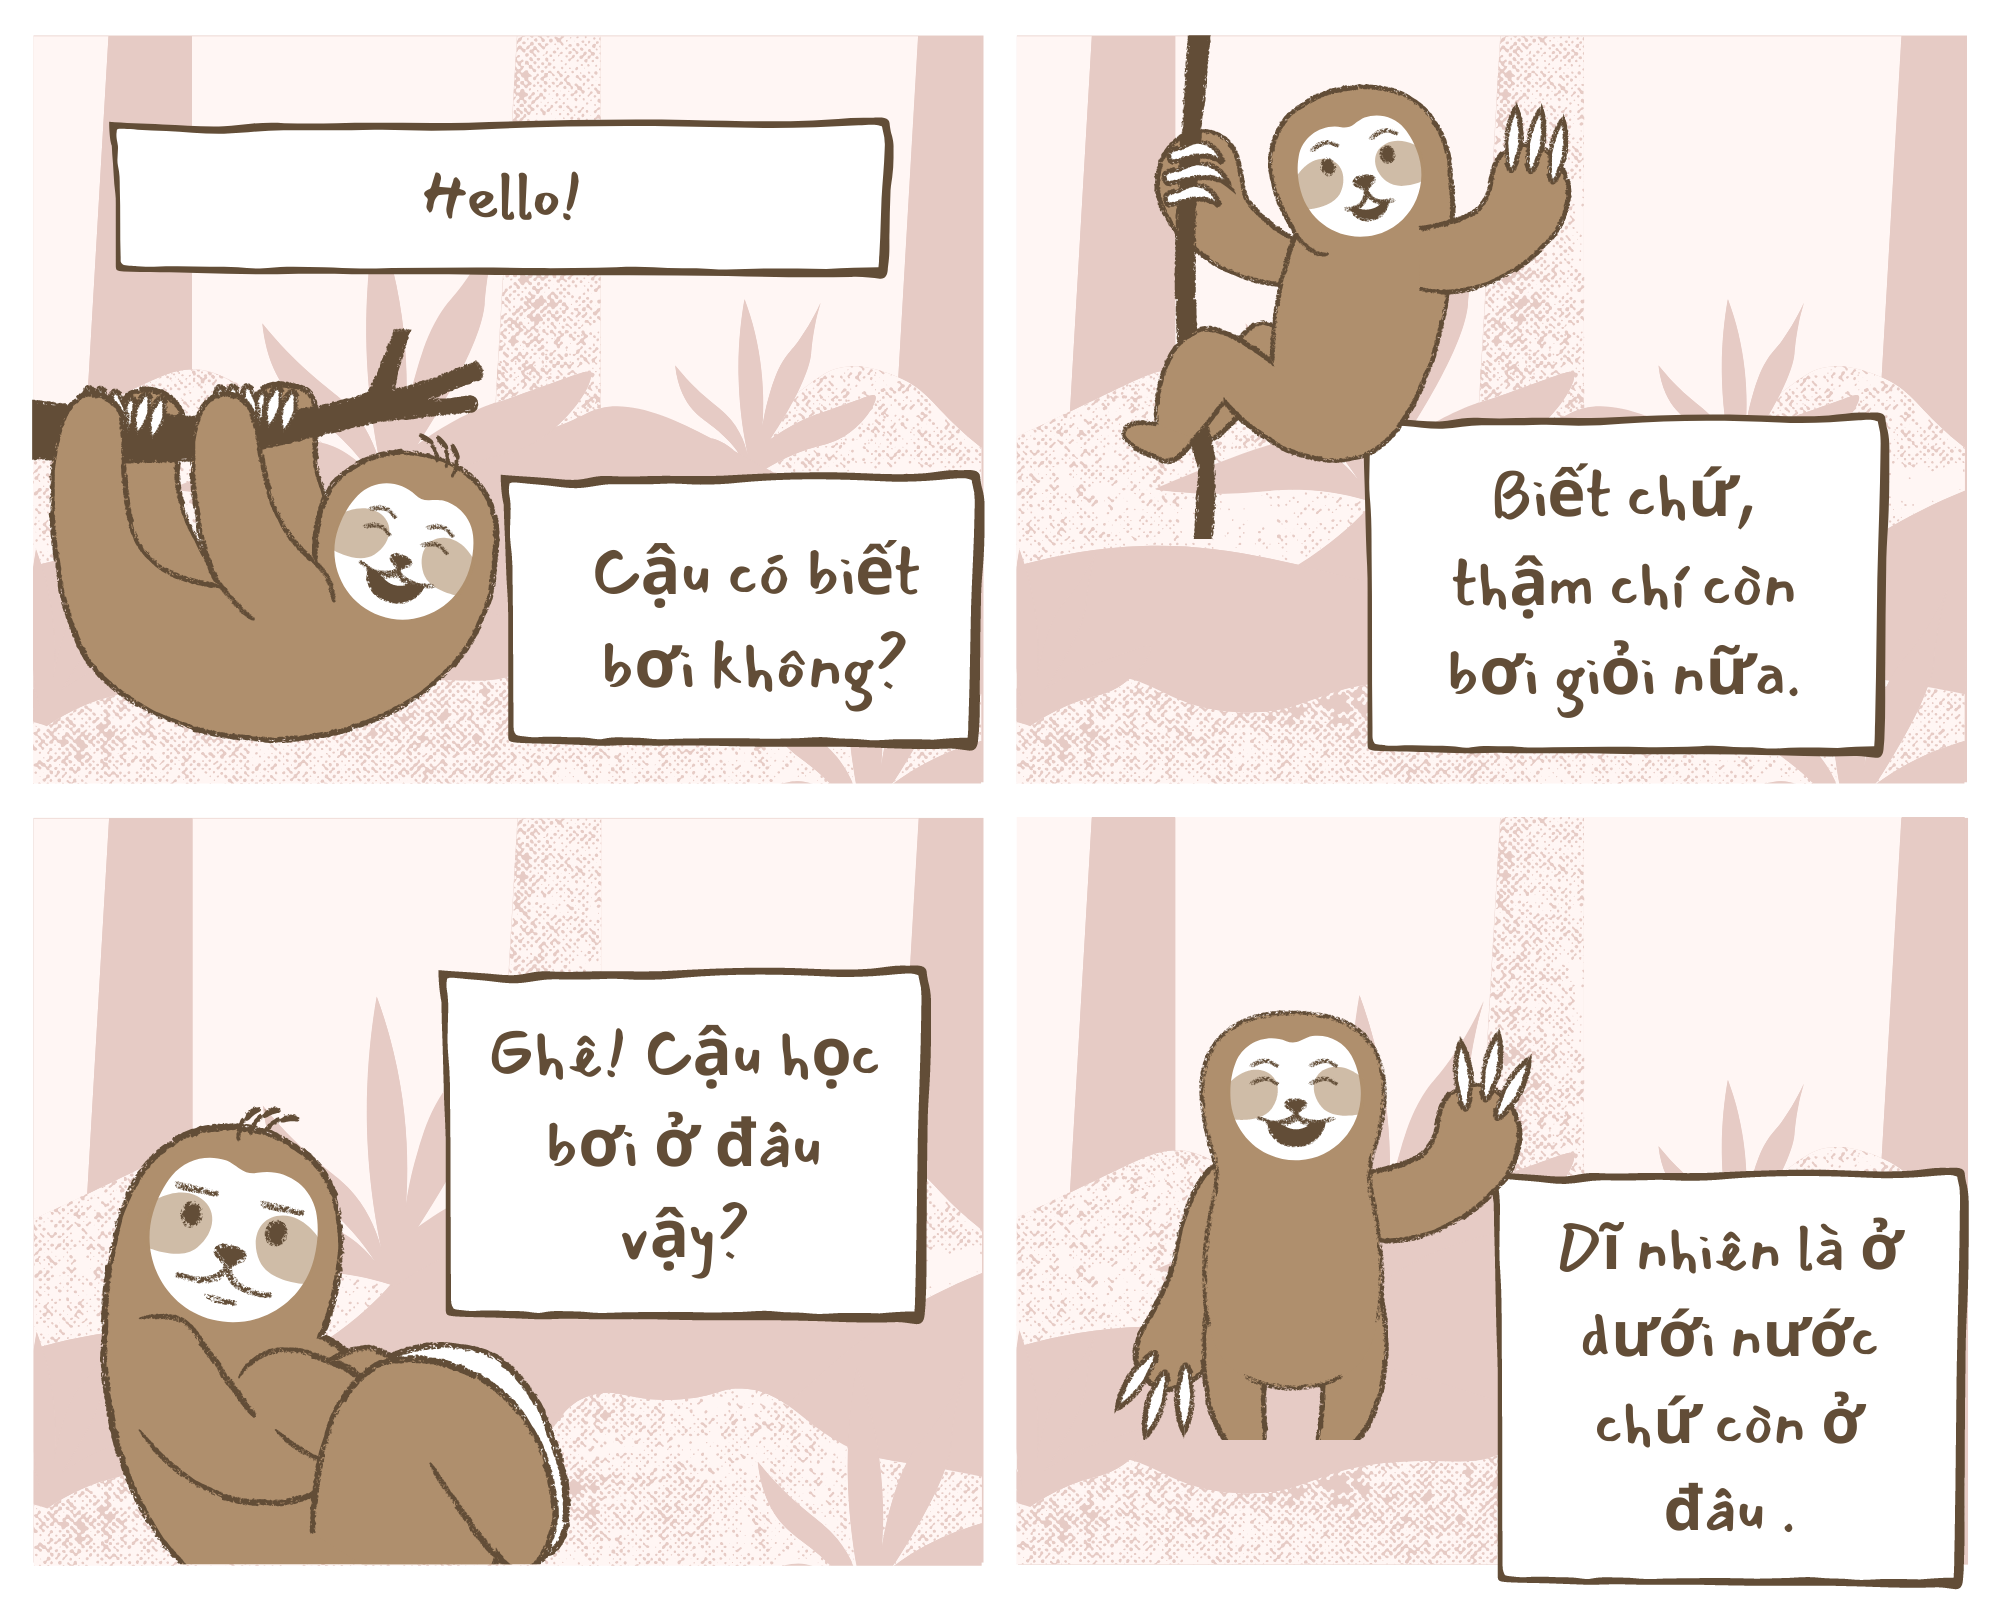 Hello!
Cậu có biết
bơi không?
Biết chứ,
thậm chí còn
bơi giỏi nữa.
Ghê! Cậu học
bơi ở đâu
vậy?
Dĩ nhiên là ở
dưới nước
chứ còn ở
đâu .